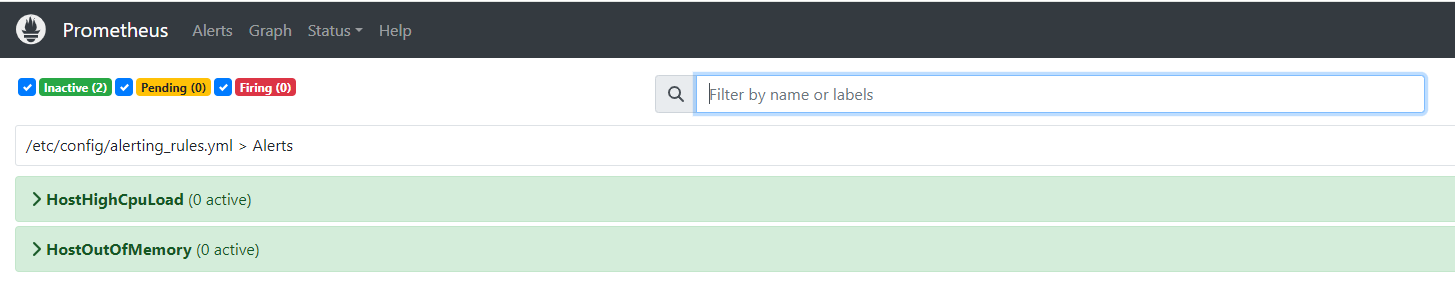 Prometheus Alerts Graph Status Help
Inactive (2) Pending (0) Firing (0) Filter by name or labels
/etc/config/alerting_rules.yml > Alerts
HostHighCpuLoad (0 active)
HostOutOfMemory (0 active)